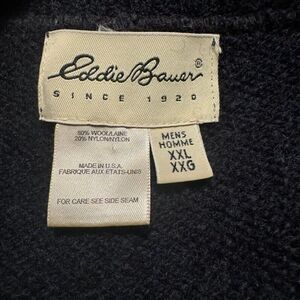 Eddie Bauer®
SINCE 1920
80% WOOL/LAINE
20% NYLON/NYLON
MADE IN U.S.A.
FABRIQUE AUX ETATS-UNIS
FOR CARE SEE SIDE SEAM
MENS
HOMME
XXL
XXG